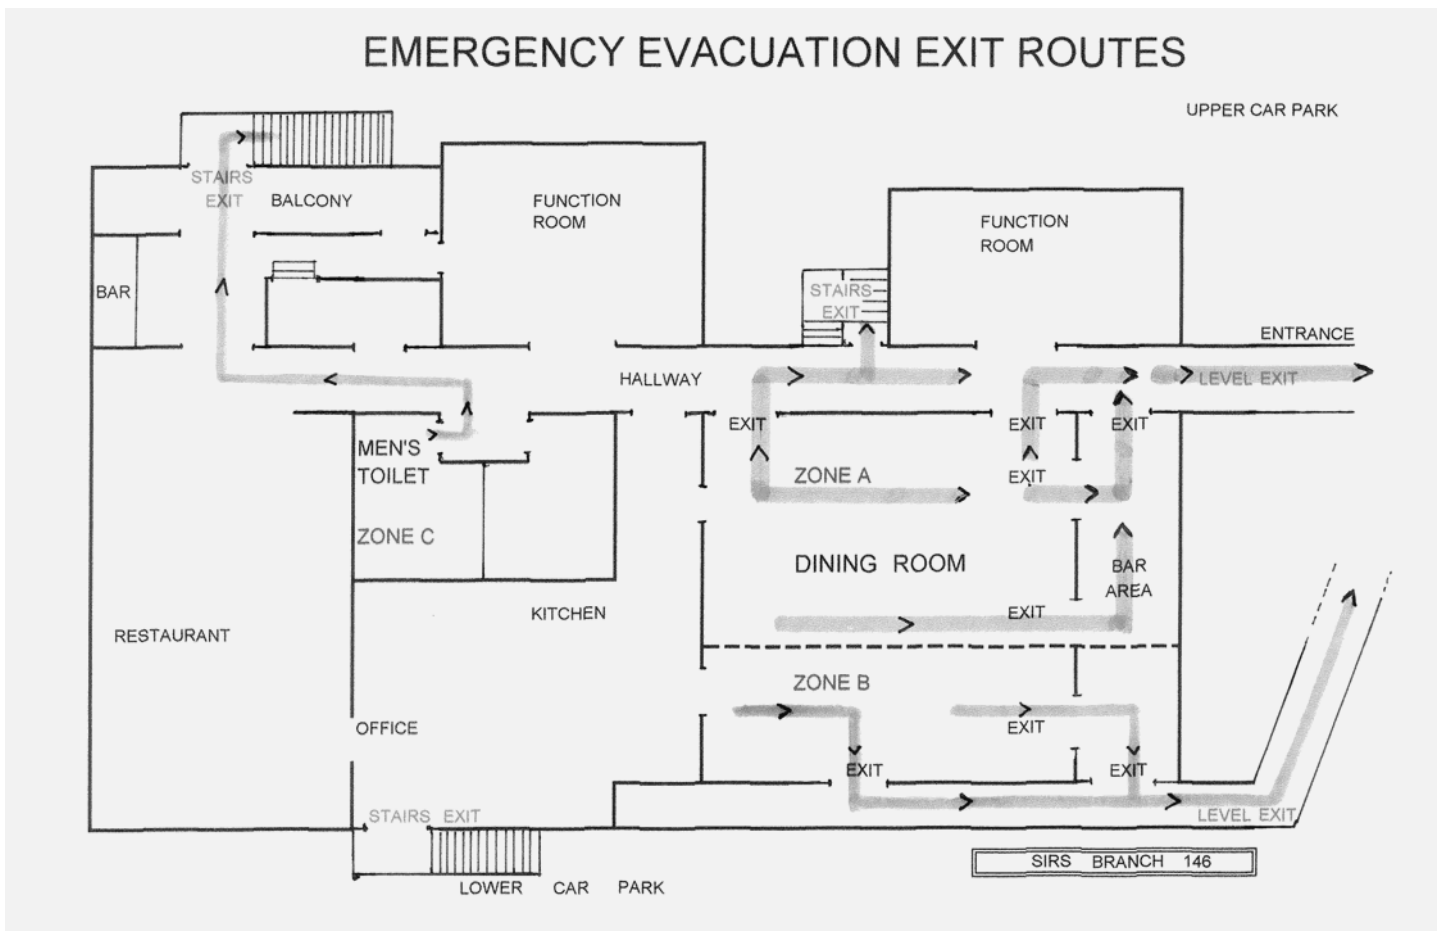 EMERGENCY EVACUATION EXIT ROUTES
UPPER CAR PARK
STAIRS
EXIT
BALCONY
FUNCTION
ROOM
FUNCTION
ROOM
BAR
STAIRS
EXIT
ENTRANCE
HALLWAY
LEVEL EXIT
EXIT
EXIT
EXIT
MEN'S
TOILET
ZONE A
EXIT
ZONE C
DINING ROOM
BAR
AREA
KITCHEN
EXIT
RESTAURANT
ZONE B
OFFICE
EXIT
EXIT
EXIT
STAIRS EXIT
LEVEL EXIT
SIRS BRANCH 146
LOWER CAR PARK